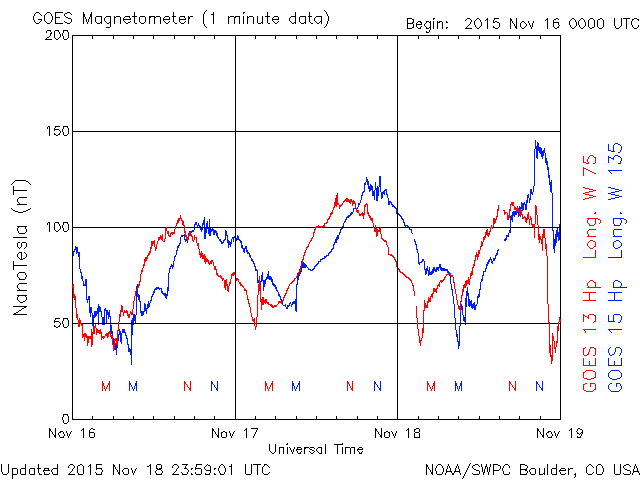 GOES Magnetometer (1 minute data)
Begin: 2015 Nov 16 0000 UTC
200
150
100
50
0
NanoTesla (nT)
M M N N M M N N M M N N
Nov 16 Nov 17 Nov 18 Nov 19
Universal Time
GOES 13 Hp Long. W 75
GOES 15 Hp Long. W 135
Updated 2015 Nov 18 23:59:01 UTC
NOAA/SWPC Boulder, CO USA